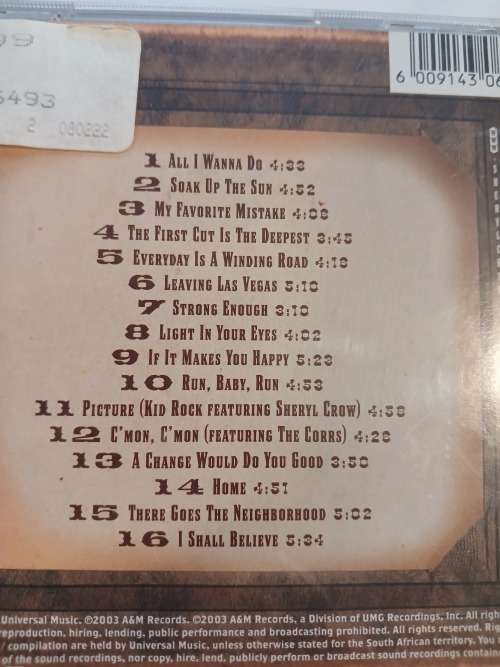 99
6493
2 080222
6 009143 06
1 ALL I WANNA DO 4:33
2 SOAK UP THE SUN 4:52
3 MY FAVORITE MISTAKE 4:08
4 THE FIRST CUT IS THE DEEPEST 3:45
5 EVERYDAY IS A WINDING ROAD 4:18
6 LEAVING LAS VEGAS 5:10
7 STRONG ENOUGH 3:10
8 LIGHT IN YOUR EYES 4:02
9 IF IT MAKES YOU HAPPY 5:23
10 RUN, BABY, RUN 4:53
11 PICTURE (KID ROCK FEATURING SHERYL CROW) 4:58
12 C'MON, C'MON (FEATURING THE CORRS) 4:28
13 A CHANGE WOULD DO YOU GOOD 3:50
14 HOME 4:51
15 THERE GOES THE NEIGHBORHOOD 5:02
16 I SHALL BELIEVE 5:34
Universal Music. ℗2003 A&M Records. ©2003 A&M Records, a Division of UMG Recordings, Inc. All righ
reproduction, hiring, lending, public performance and broadcasting prohibited. All rights reserved. Rig
/ compilation are held by Universal Music, unless otherwise stated for the South African territory. You
of the sound recordings, nor copy, hire, lend, publicly perform or broadcast sound recordings